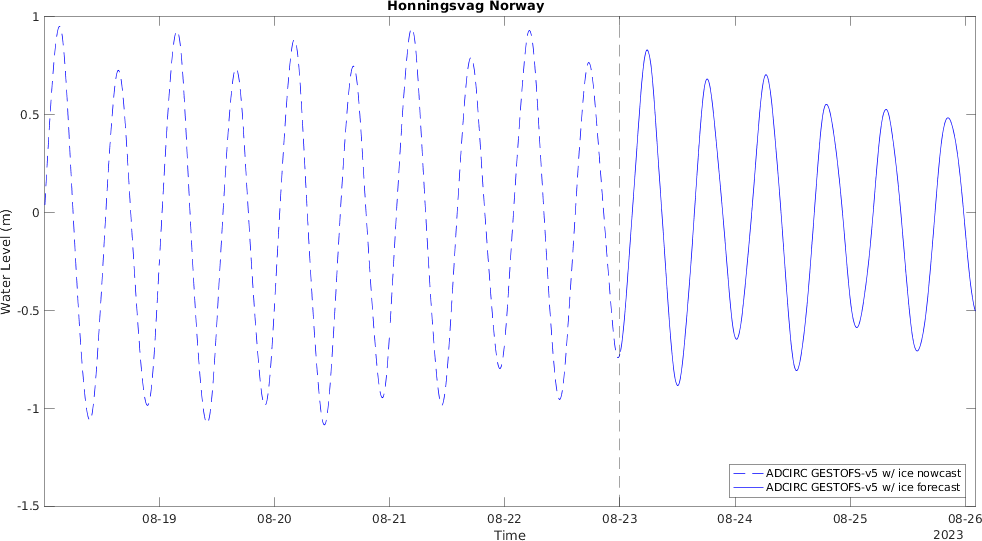 Honningsvag Norway
1
0.5
0
-0.5
-1
-1.5
Water Level (m)
08-19 08-20 08-21 08-22 08-23 08-24 08-25 08-26
Time
2023
ADCIRC GESTOFS-v5 w/ ice nowcast
ADCIRC GESTOFS-v5 w/ ice forecast